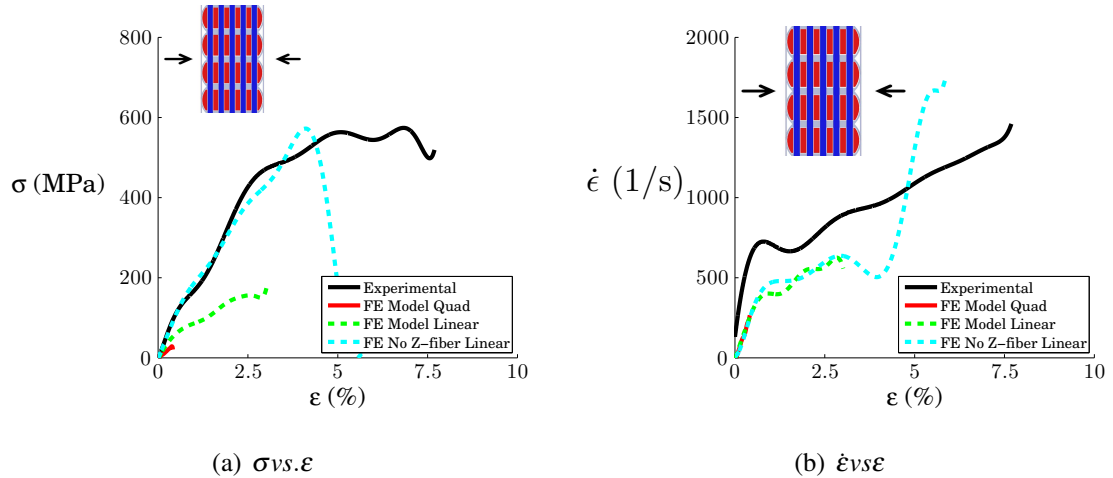 800
600
400
200
0
σ (MPa)
0 2.5 5 7.5 10
ε (%)
Experimental
FE Model Quad
FE Model Linear
FE No Z-fiber Linear
(a) σvs.ε
2000
1500
1000
500
0
ϵ̇ (1/s)
0 2.5 5 7.5 10
ε (%)
Experimental
FE Model Quad
FE Model Linear
FE No Z-fiber Linear
(b) ε̇vsε